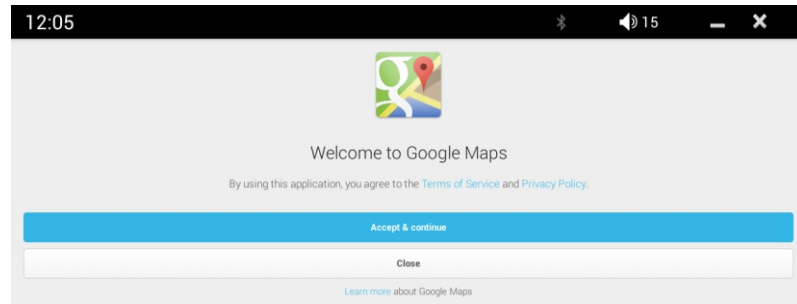 12:05 15
Welcome to Google Maps
By using this application, you agree to the Terms of Service and Privacy Policy.
Accept & continue
Close
Learn more about Google Maps